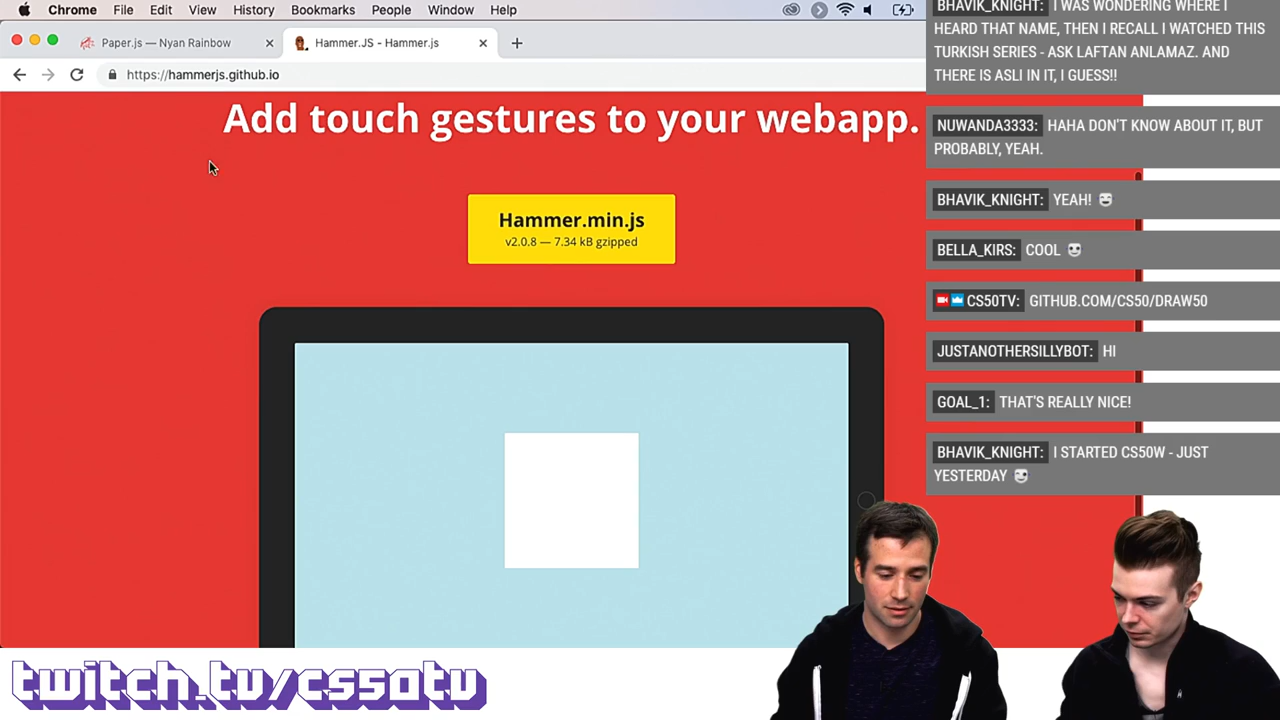 Chrome File Edit View History Bookmarks People Window Help
Paper.js — Nyan Rainbow
Hammer.JS - Hammer.js
https://hammerjs.github.io
Add touch gestures to your webapp.
Hammer.min.js
v2.0.8 — 7.34 kB gzipped
BHAVIK_KNIGHT: I WAS WONDERING WHERE I
HEARD THAT NAME, THEN I RECALL I WATCHED THIS
TURKISH SERIES - ASK LAFTAN ANLAMAZ. AND
THERE IS ASLI IN IT, I GUESS!!
NUWANDA3333: HAHA DON'T KNOW ABOUT IT, BUT
PROBABLY, YEAH.
BHAVIK_KNIGHT: YEAH!
BELLA_KIRS: COOL
CS50TV: GITHUB.COM/CS50/DRAW50
JUSTANOTHERSILLYBOT: HI
GOAL_1: THAT'S REALLY NICE!
BHAVIK_KNIGHT: I STARTED CS50W - JUST
YESTERDAY
twitch.tv/cs50tv